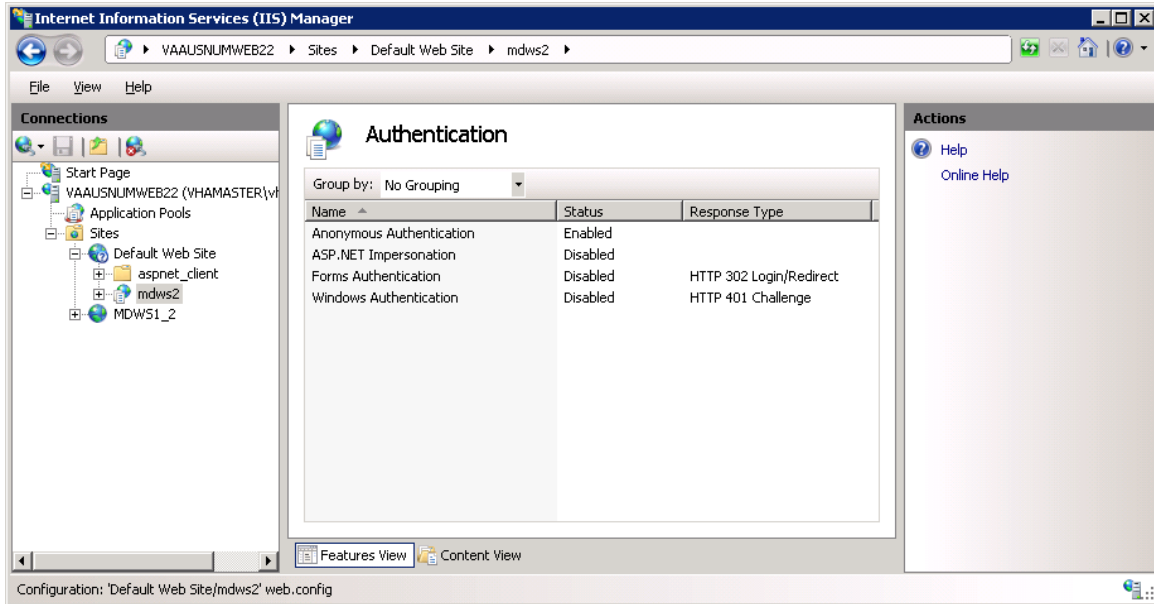 Internet Information Services (IIS) Manager
VAAUSNUMWEB22 Sites Default Web Site mdws2
File View Help
Connections
Start Page
VAAUSNUMWEB22 (VHAMASTER\vh
Application Pools
Sites
Default Web Site
aspnet_client
mdws2
MDWS1_2
Authentication
Group by: No Grouping
Name Status Response Type
Anonymous Authentication Enabled
ASP.NET Impersonation Disabled
Forms Authentication Disabled HTTP 302 Login/Redirect
Windows Authentication Disabled HTTP 401 Challenge
Features View Content View
Actions
Help
Online Help
Configuration: 'Default Web Site/mdws2' web.config